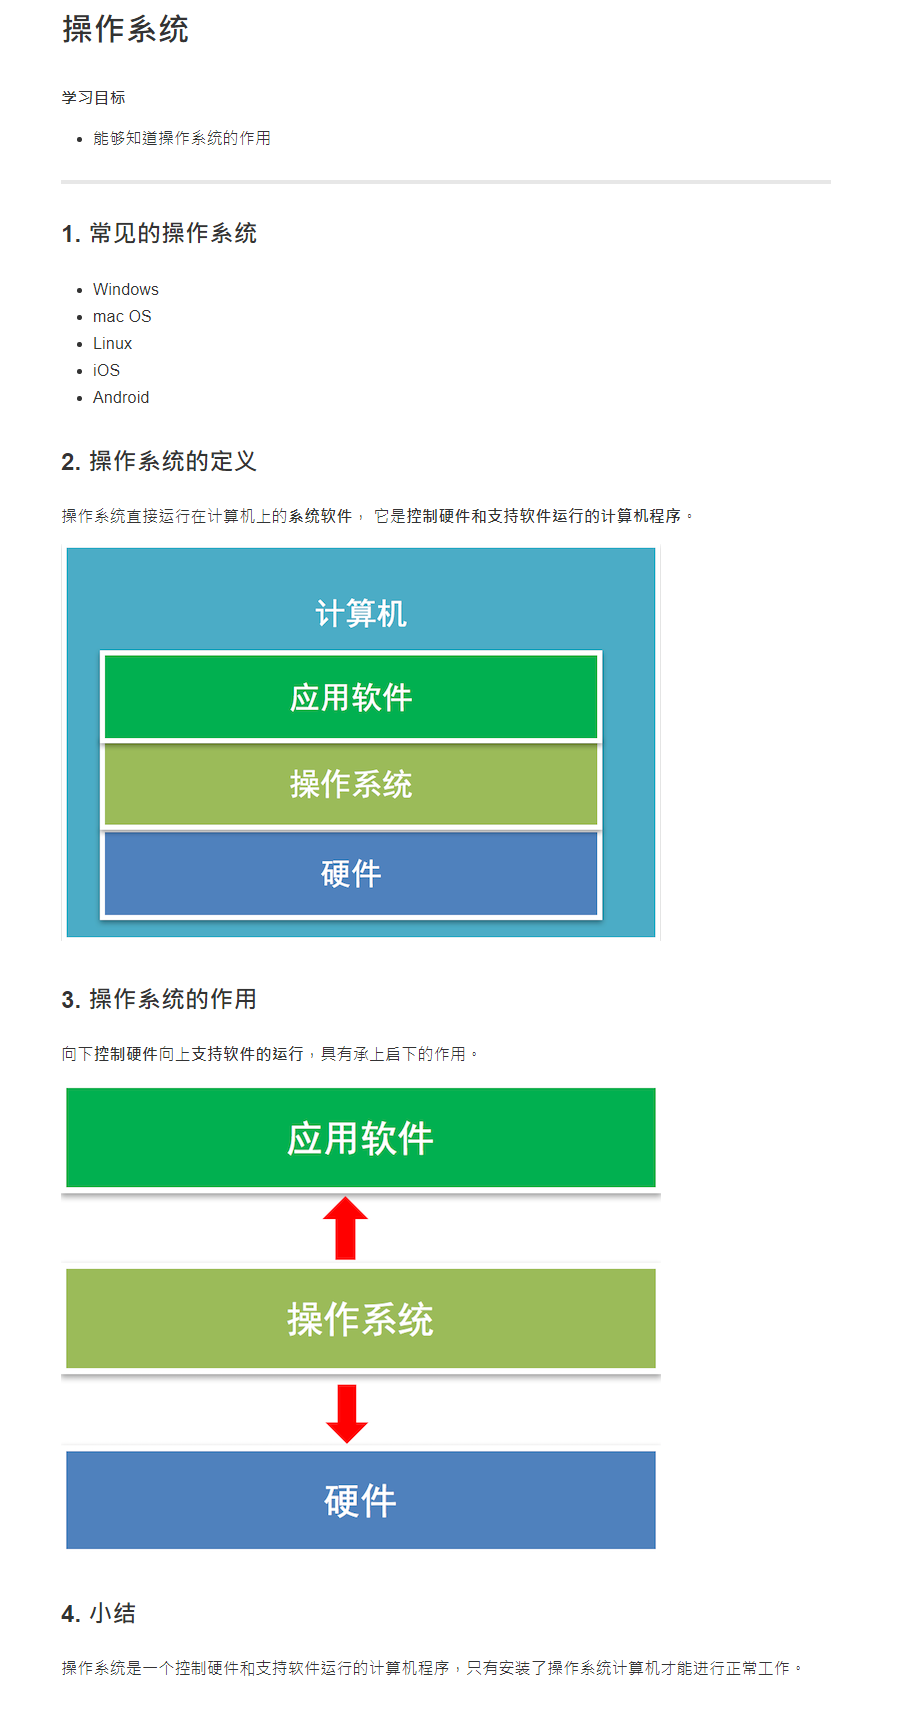 操作系统
学习目标
能够知道操作系统的作用
1. 常见的操作系统
Windows
mac OS
Linux
iOS
Android
2. 操作系统的定义
操作系统直接运行在计算机上的系统软件， 它是控制硬件和支持软件运行的计算机程序。
计算机
应用软件
操作系统
硬件
3. 操作系统的作用
向下控制硬件向上支持软件的运行，具有承上启下的作用。
应用软件
操作系统
硬件
4. 小结
操作系统是一个控制硬件和支持软件运行的计算机程序，只有安装了操作系统计算机才能进行正常工作。